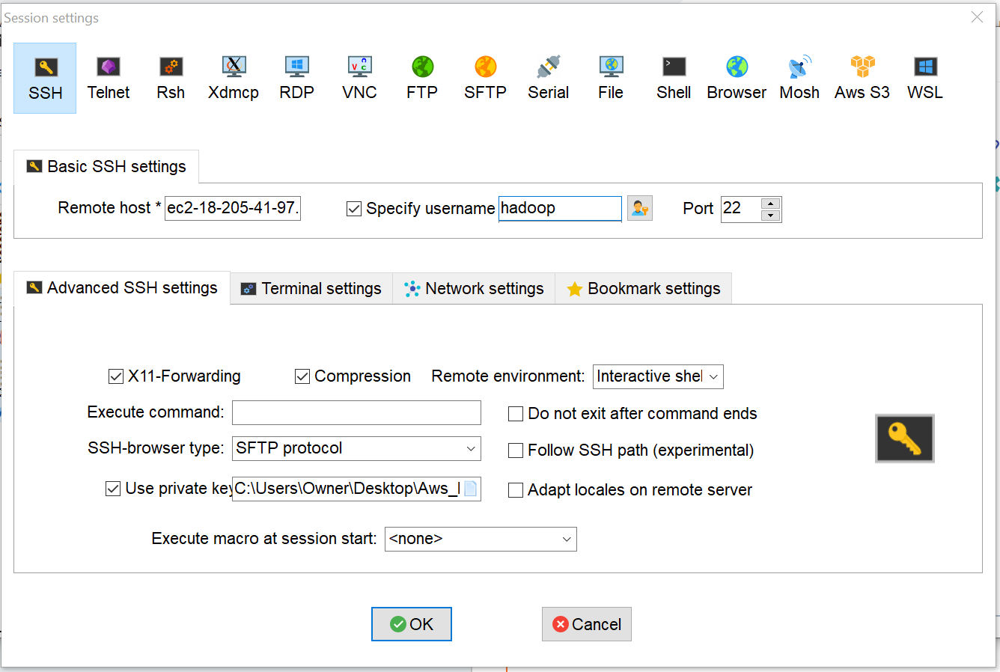 Session settings
SSH Telnet Rsh Xdmcp RDP VNC FTP SFTP Serial File Shell Browser Mosh Aws S3 WSL
Basic SSH settings
Remote host * ec2-18-205-41-97. Specify username hadoop Port 22
Advanced SSH settings Terminal settings Network settings Bookmark settings
X11-Forwarding Compression Remote environment: Interactive shel
Execute command: Do not exit after command ends
SSH-browser type: SFTP protocol Follow SSH path (experimental)
Use private key C:\Users\Owner\Desktop\Aws_ Adapt locales on remote server
Execute macro at session start: <none>
OK Cancel